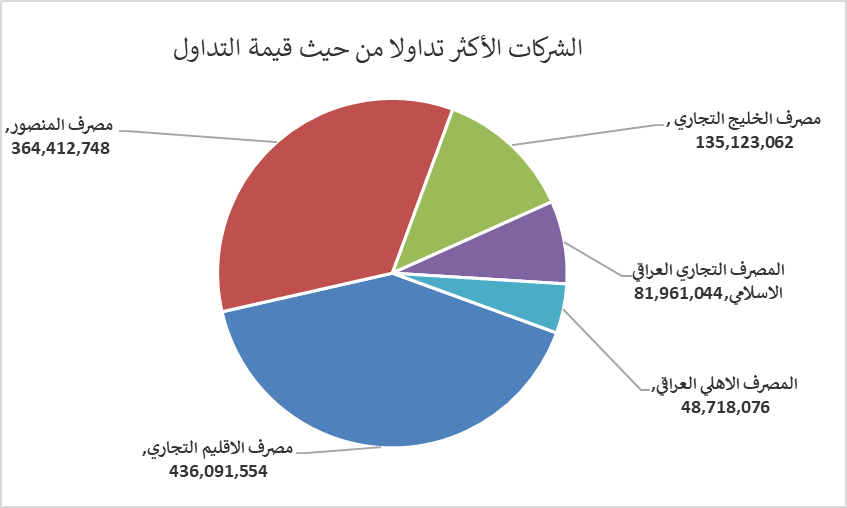 الشركات الأكثر تداولا من حيث قيمة التداول
مصرف الخليج التجاري ,
135,123,062
المصرف التجاري العراقي
الاسلامي, 81,961,044
المصرف الاهلي العراقي,
48,718,076
مصرف الاقليم التجاري,
436,091,554
مصرف المنصور,
364,412,748